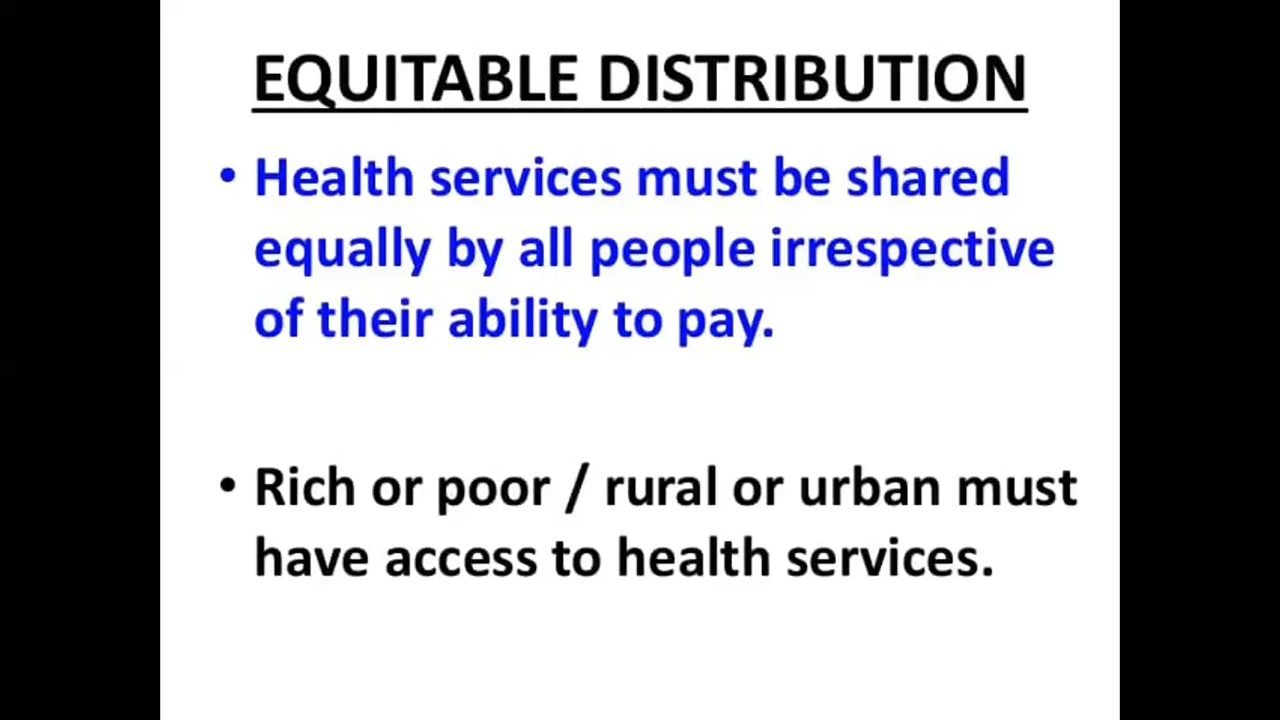 EQUITABLE DISTRIBUTION
• Health services must be shared
equally by all people irrespective
of their ability to pay.
• Rich or poor / rural or urban must
have access to health services.